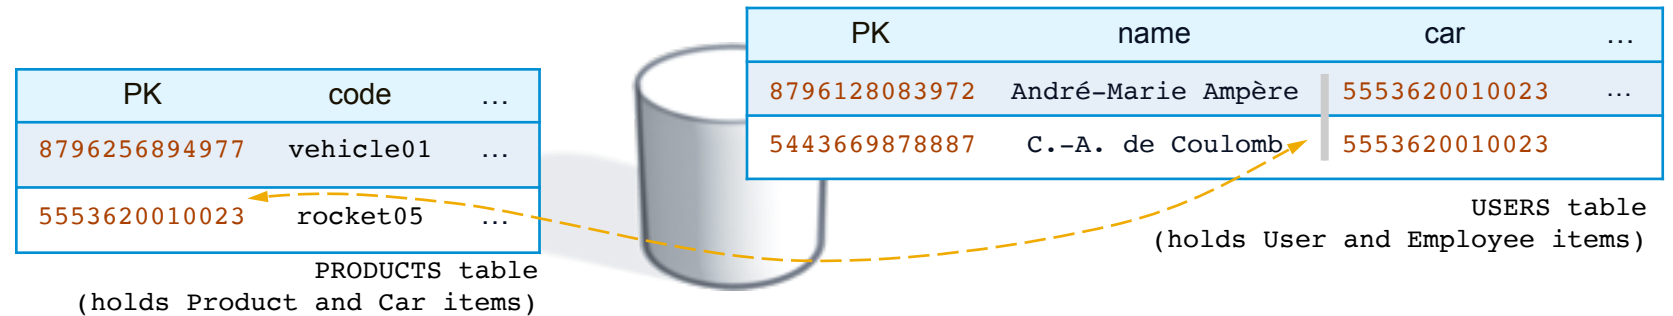 PK code …
8796256894977 vehicle01 …
5553620010023 rocket05 …
PRODUCTS table
(holds Product and Car items)
PK name car …
8796128083972 André-Marie Ampère 5553620010023 …
5443669878887 C.-A. de Coulomb 5553620010023
USERS table
(holds User and Employee items)